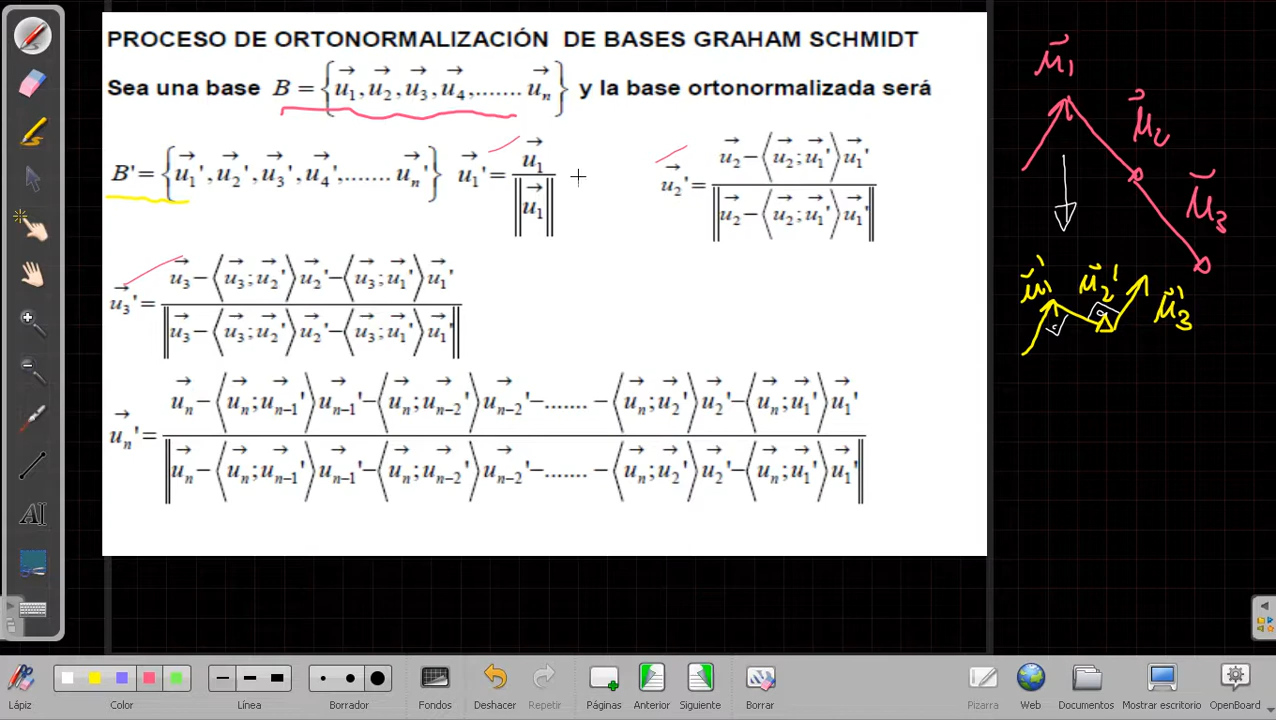 PROCESO DE ORTONORMALIZACIÓN DE BASES GRAHAM SCHMIDT
Sea una base B = {u₁, u₂, u₃, u₄, ....... uₙ} y la base ortonormalizada será
B' = {u₁', u₂', u₃', u₄', ....... uₙ'} u₁' = u₁ / ‖u₁‖
u₂' = u₂ − ⟨u₂; u₁'⟩ u₁' / ‖u₂ − ⟨u₂; u₁'⟩ u₁'‖
u₃' = u₃ − ⟨u₃; u₂'⟩ u₂' − ⟨u₃; u₁'⟩ u₁' / ‖u₃ − ⟨u₃; u₂'⟩ u₂' − ⟨u₃; u₁'⟩ u₁'‖
uₙ' = uₙ − ⟨uₙ; uₙ₋₁'⟩ uₙ₋₁' − ⟨uₙ; uₙ₋₂'⟩ uₙ₋₂' − ....... − ⟨uₙ; u₂'⟩ u₂' − ⟨uₙ; u₁'⟩ u₁' / ‖uₙ − ⟨uₙ; uₙ₋₁'⟩ uₙ₋₁' − ⟨uₙ; uₙ₋₂'⟩ uₙ₋₂' − ....... − ⟨uₙ; u₂'⟩ u₂' − ⟨uₙ; u₁'⟩ u₁'‖
u₁
u₂
u₃
u₁' u₂' u₃'
Lápiz Color Línea Borrador Fondos Deshacer Repetir Páginas Anterior Siguiente Borrar Pizarra Web Documentos Mostrar escritorio OpenBoard